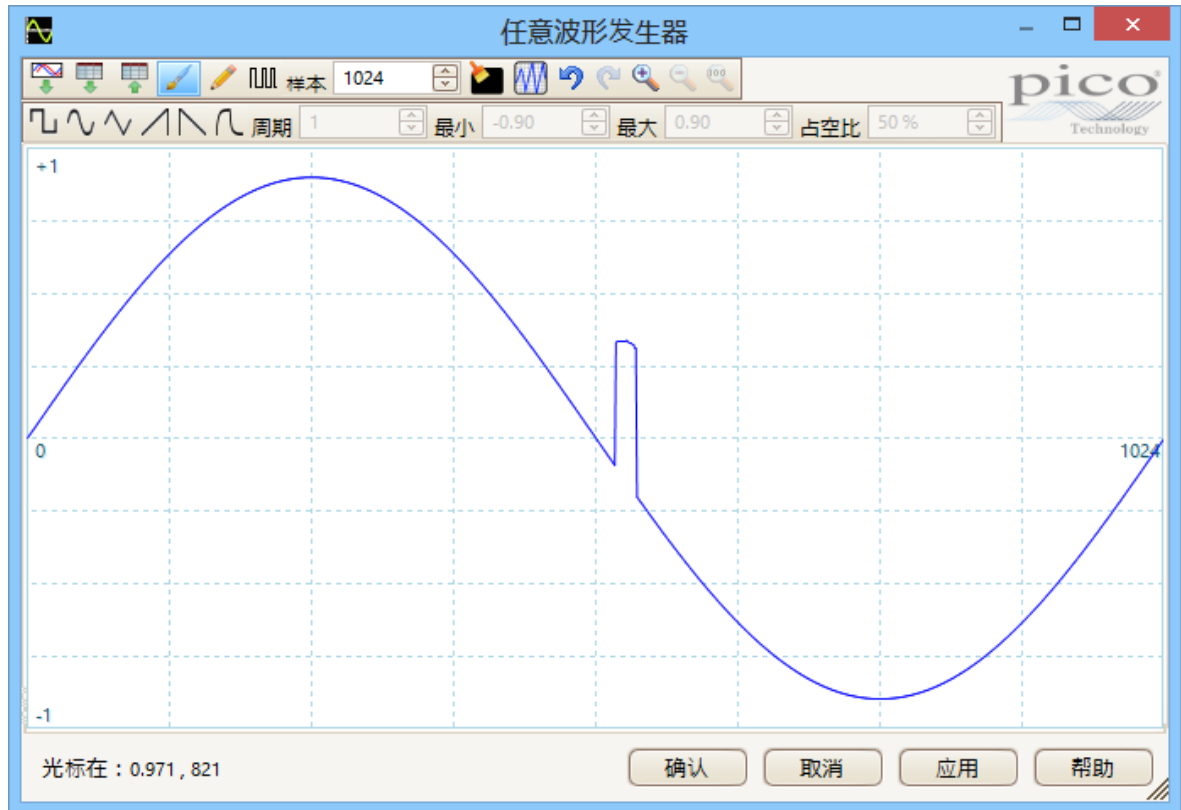 任意波形发生器
样本 1024
pico
Technology
周期 1 最小 -0.90 最大 0.90 占空比 50 %
+1
0
1024
-1
光标在：0.971 , 821
确认 取消 应用 帮助